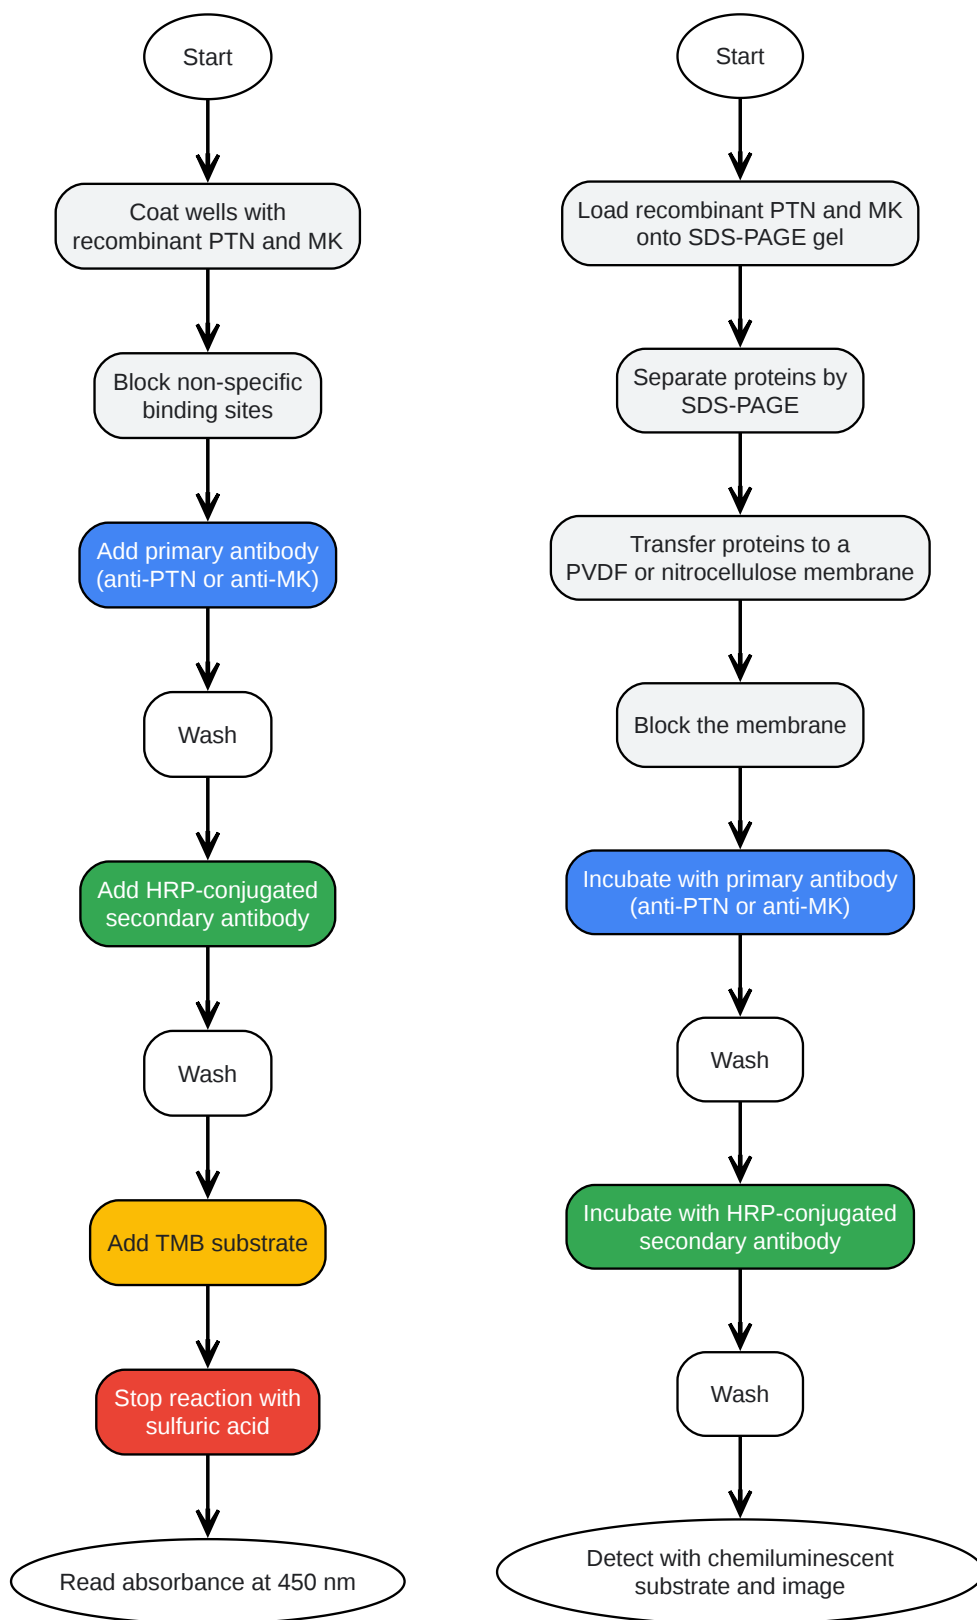 Start
Coat wells with
recombinant PTN and MK
Block non-specific
binding sites
Add primary antibody
(anti-PTN or anti-MK)
Wash
Add HRP-conjugated
secondary antibody
Wash
Add TMB substrate
Stop reaction with
sulfuric acid
Read absorbance at 450 nm
Start
Load recombinant PTN and MK
onto SDS-PAGE gel
Separate proteins by
SDS-PAGE
Transfer proteins to a
PVDF or nitrocellulose membrane
Block the membrane
Incubate with primary antibody
(anti-PTN or anti-MK)
Wash
Incubate with HRP-conjugated
secondary antibody
Wash
Detect with chemiluminescent
substrate and image